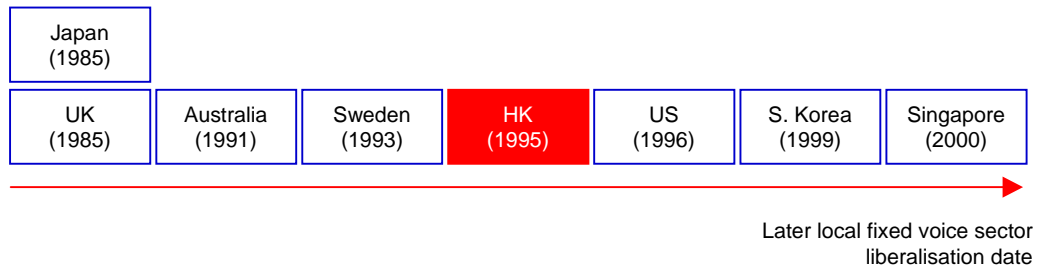 Japan
(1985)
UK
(1985)
Australia
(1991)
Sweden
(1993)
HK
(1995)
US
(1996)
S. Korea
(1999)
Singapore
(2000)
Later local fixed voice sector
liberalisation date